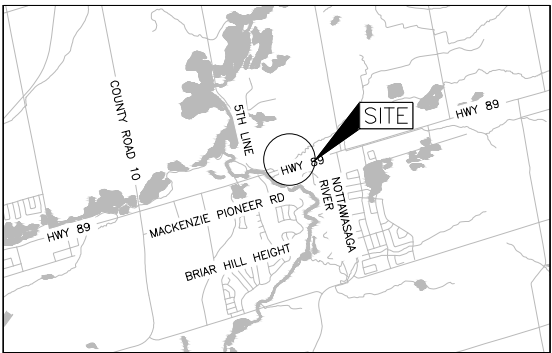 SITE
HWY 89
COUNTY ROAD 10
5TH LINE
HWY 89
NOTTAWASAGA
RIVER
MACKENZIE PIONEER RD
HWY 89
BRIAR HILL HEIGHT